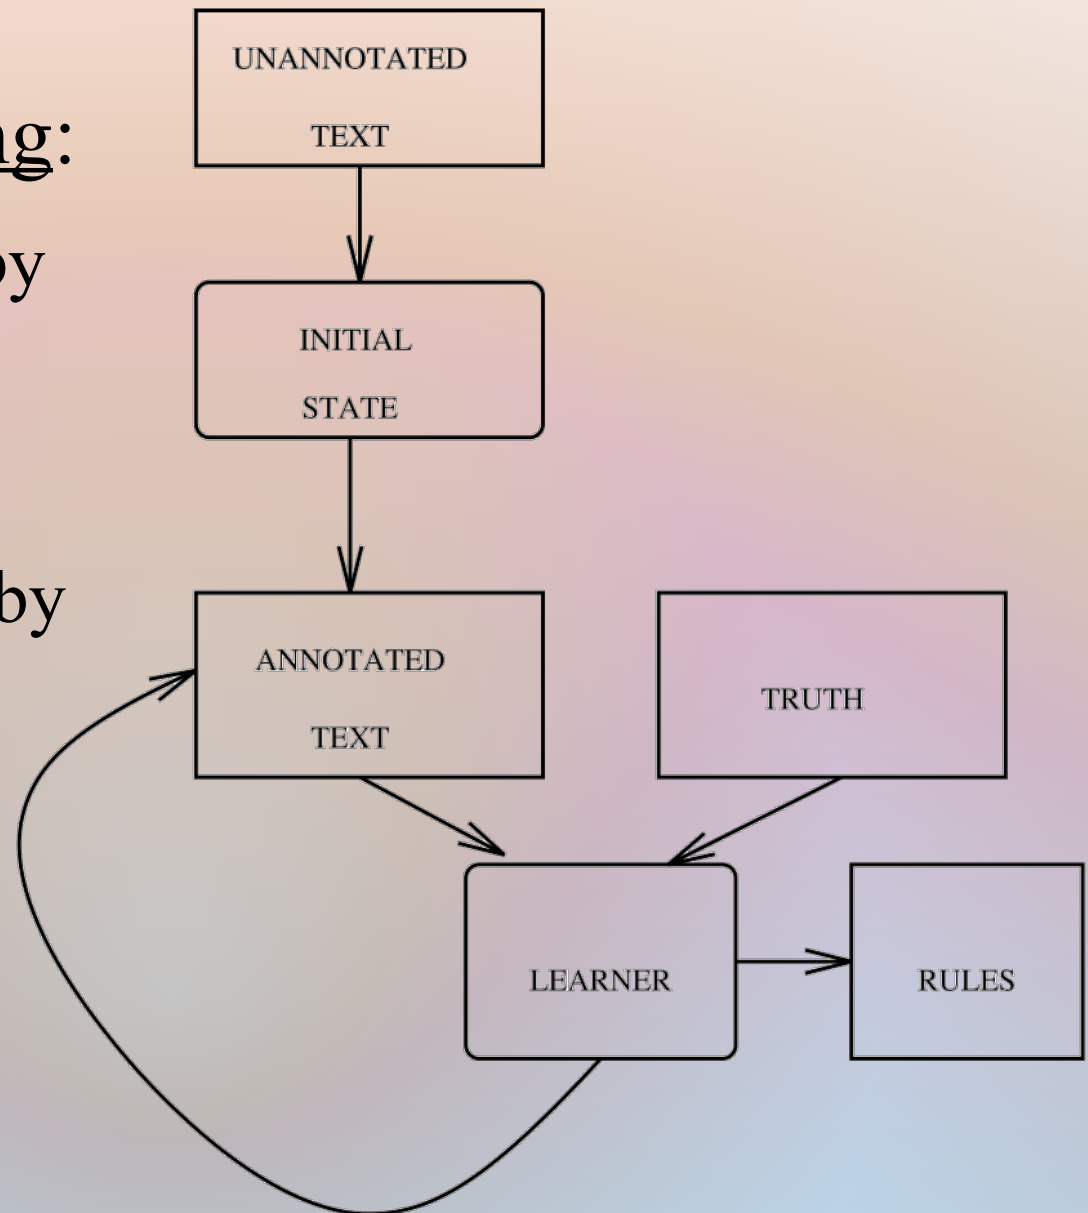 UNANNOTATED
TEXT
ng:
by
INITIAL
STATE
by
ANNOTATED
TEXT
TRUTH
LEARNER
RULES